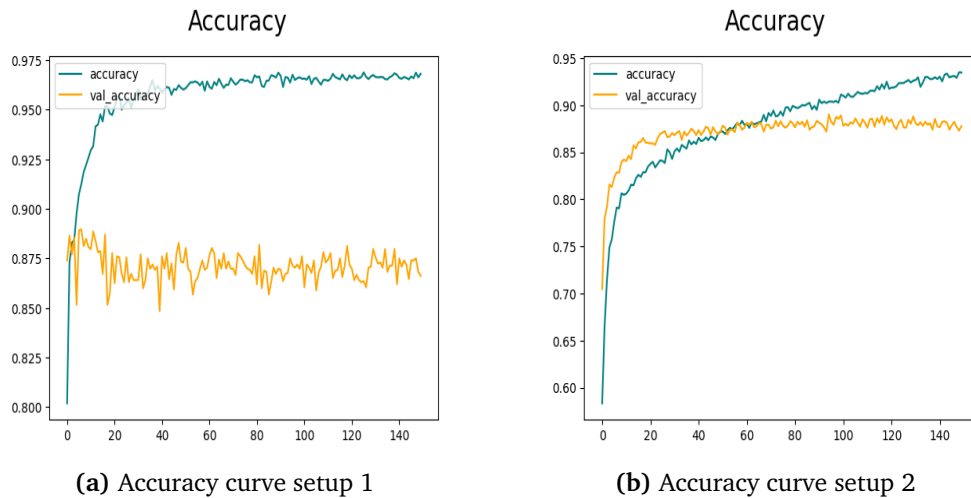 Accuracy
accuracy
val_accuracy
0.975
0.950
0.925
0.900
0.875
0.850
0.825
0.800
0 20 40 60 80 100 120 140
(a) Accuracy curve setup 1
Accuracy
accuracy
val_accuracy
0.95
0.90
0.85
0.80
0.75
0.70
0.65
0.60
0 20 40 60 80 100 120 140
(b) Accuracy curve setup 2